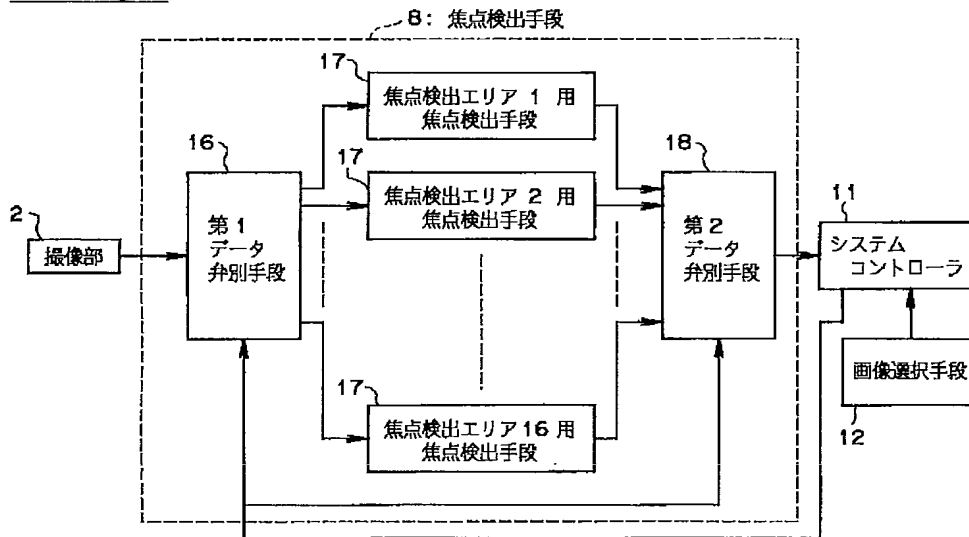 8: 焦点検出手段
17
焦点検出エリア 1 用
焦点検出手段
16
第1
データ
弁別手段
17
焦点検出エリア 2 用
焦点検出手段
18
第2
データ
弁別手段
2
撮像部
11
システム
コントローラ
画像選択手段
12
17
焦点検出エリア 16 用
焦点検出手段